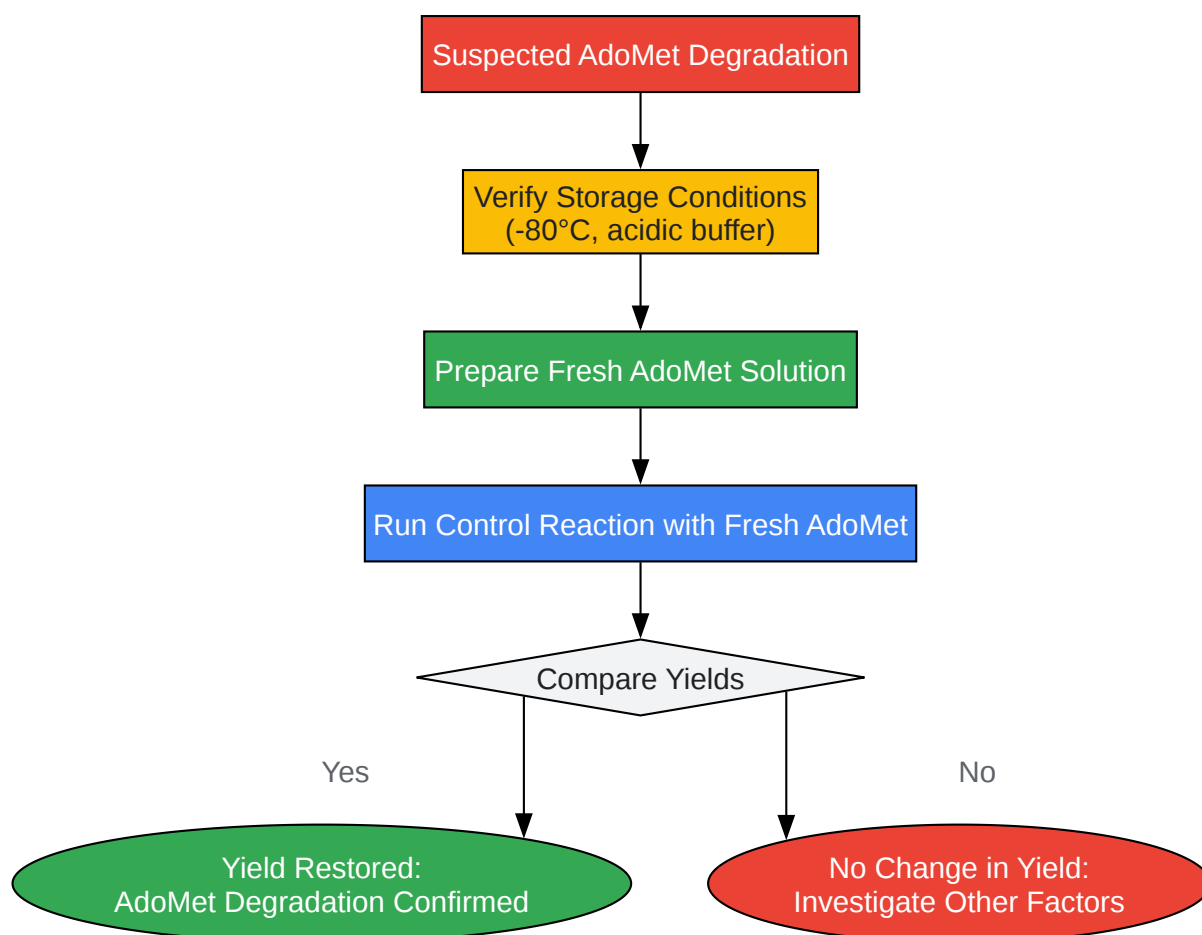 Suspected AdoMet Degradation
Verify Storage Conditions
(-80°C, acidic buffer)
Prepare Fresh AdoMet Solution
Run Control Reaction with Fresh AdoMet
Compare Yields
Yes
No
Yield Restored:
AdoMet Degradation Confirmed
No Change in Yield:
Investigate Other Factors